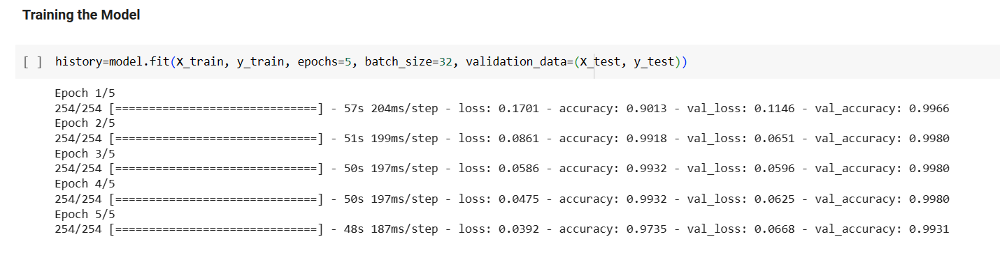 Training the Model
[ ] history=model.fit(X_train, y_train, epochs=5, batch_size=32, validation_data=(X_test, y_test))
Epoch 1/5
254/254 [==============================] - 57s 204ms/step - loss: 0.1701 - accuracy: 0.9013 - val_loss: 0.1146 - val_accuracy: 0.9966
Epoch 2/5
254/254 [==============================] - 51s 199ms/step - loss: 0.0861 - accuracy: 0.9918 - val_loss: 0.0651 - val_accuracy: 0.9980
Epoch 3/5
254/254 [==============================] - 50s 197ms/step - loss: 0.0586 - accuracy: 0.9932 - val_loss: 0.0596 - val_accuracy: 0.9980
Epoch 4/5
254/254 [==============================] - 50s 197ms/step - loss: 0.0475 - accuracy: 0.9932 - val_loss: 0.0625 - val_accuracy: 0.9980
Epoch 5/5
254/254 [==============================] - 48s 187ms/step - loss: 0.0392 - accuracy: 0.9735 - val_loss: 0.0668 - val_accuracy: 0.9931